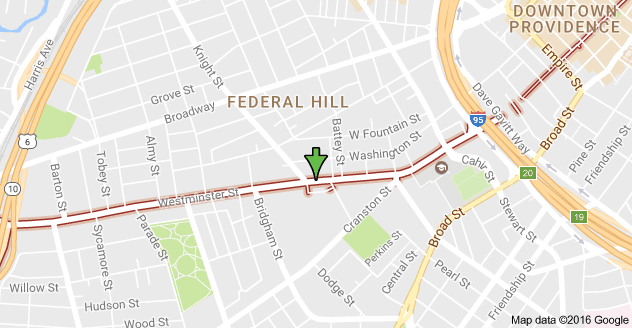 DOWNTOWN
PROVIDENCE
Harris Ave
Knight St
Grove St
Broadway
FEDERAL HILL
Empire St
Dave Gavitt Way
Broad St
95
6
Battey St
W Fountain St
Washington St
Almy St
Tobey St
Barton St
Pine St
Friendship St
Cahir St
20
10
Westminster St
Bridgham St
Cranston St
Broad St
Stewart St
19
Sycamore St
Parade St
Perkins St
Central St
Pearl St
Dodge St
Friendship St
Willow St
Hudson St
Wood St
Map data ©2016 Google